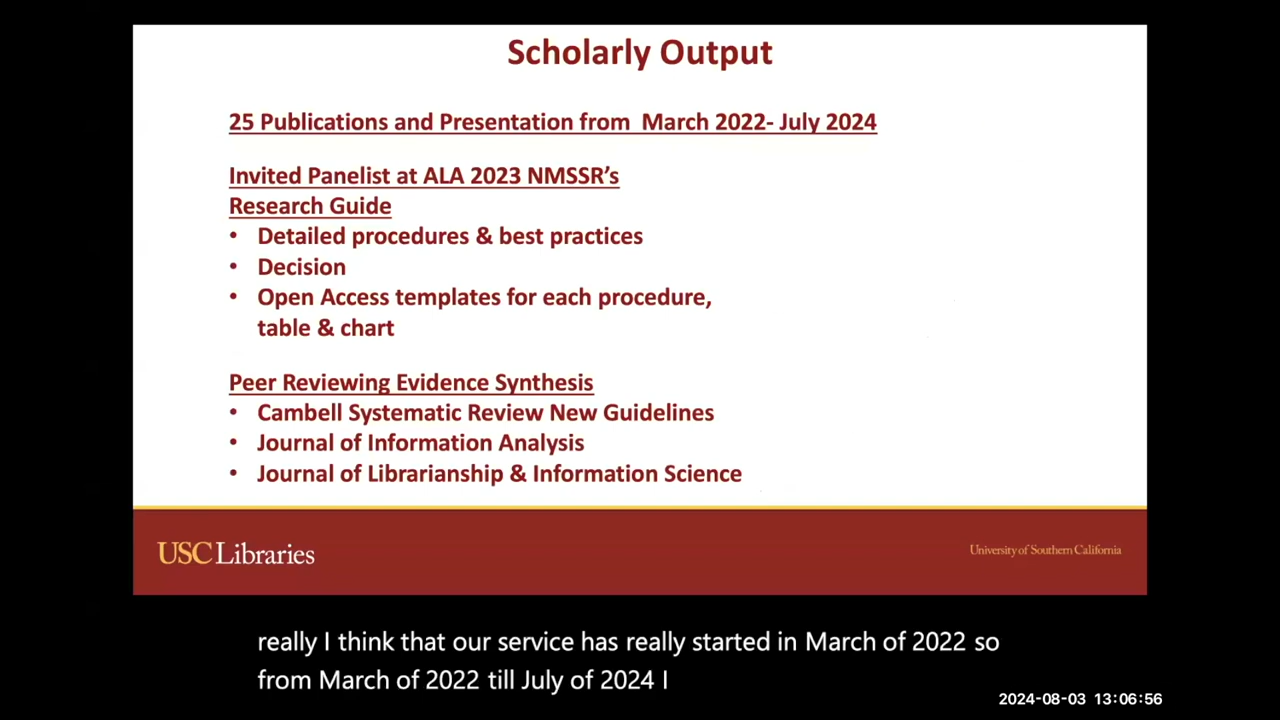 Scholarly Output
25 Publications and Presentation from  March 2022- July 2024
Invited Panelist at ALA 2023 NMSSR’s
Research Guide
• Detailed procedures & best practices
• Decision
• Open Access templates for each procedure,
table & chart
Peer Reviewing Evidence Synthesis
• Cambell Systematic Review New Guidelines
• Journal of Information Analysis
• Journal of Librarianship & Information Science
USC Libraries
University of Southern California
really I think that our service has really started in March of 2022 so
from March of 2022 till July of 2024 I
2024-08-03 13:06:56